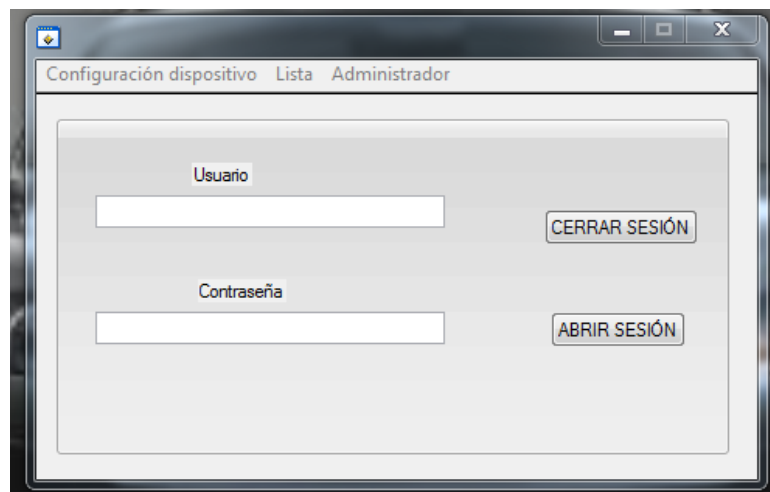 Configuración dispositivo Lista Administrador
Usuario
CERRAR SESIÓN
Contraseña
ABRIR SESIÓN